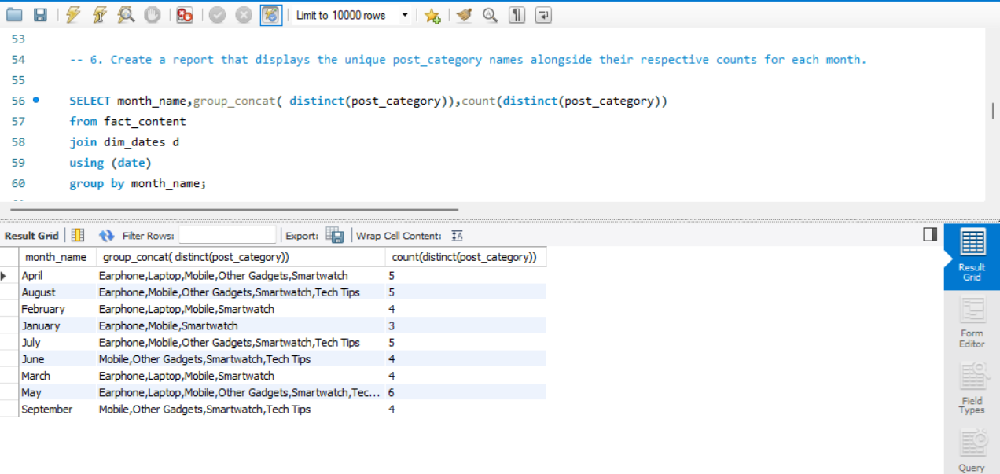 Limit to 10000 rows
53
54 -- 6. Create a report that displays the unique post_category names alongside their respective counts for each month.
55
56 SELECT month_name,group_concat( distinct(post_category)),count(distinct(post_category))
57 from fact_content
58 join dim_dates d
59 using (date)
60 group by month_name;
Result Grid Filter Rows: Export: Wrap Cell Content:
month_name group_concat( distinct(post_category)) count(distinct(post_category))
April Earphone,Laptop,Mobile,Other Gadgets,Smartwatch 5
August Earphone,Mobile,Other Gadgets,Smartwatch,Tech Tips 5
February Earphone,Laptop,Mobile,Smartwatch 4
January Earphone,Mobile,Smartwatch 3
July Earphone,Mobile,Other Gadgets,Smartwatch,Tech Tips 5
June Mobile,Other Gadgets,Smartwatch,Tech Tips 4
March Earphone,Laptop,Mobile,Smartwatch 4
May Earphone,Laptop,Mobile,Other Gadgets,Smartwatch,Tec... 6
September Mobile,Other Gadgets,Smartwatch,Tech Tips 4
Result
Grid
Form
Editor
Field
Types
Query